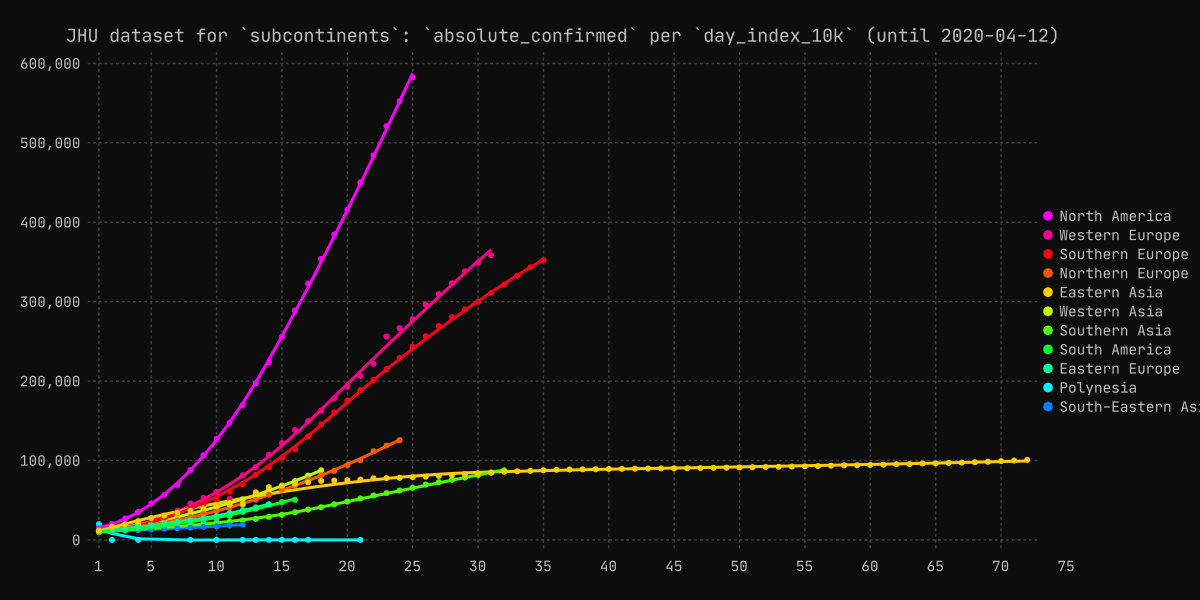 JHU dataset for `subcontinents`: `absolute_confirmed` per `day_index_10k` (until 2020-04-12)
600,000
500,000
400,000
300,000
200,000
100,000
0
1 5 10 15 20 25 30 35 40 45 50 55 60 65 70 75
North America
Western Europe
Southern Europe
Northern Europe
Eastern Asia
Western Asia
Southern Asia
South America
Eastern Europe
Polynesia
South-Eastern Asi